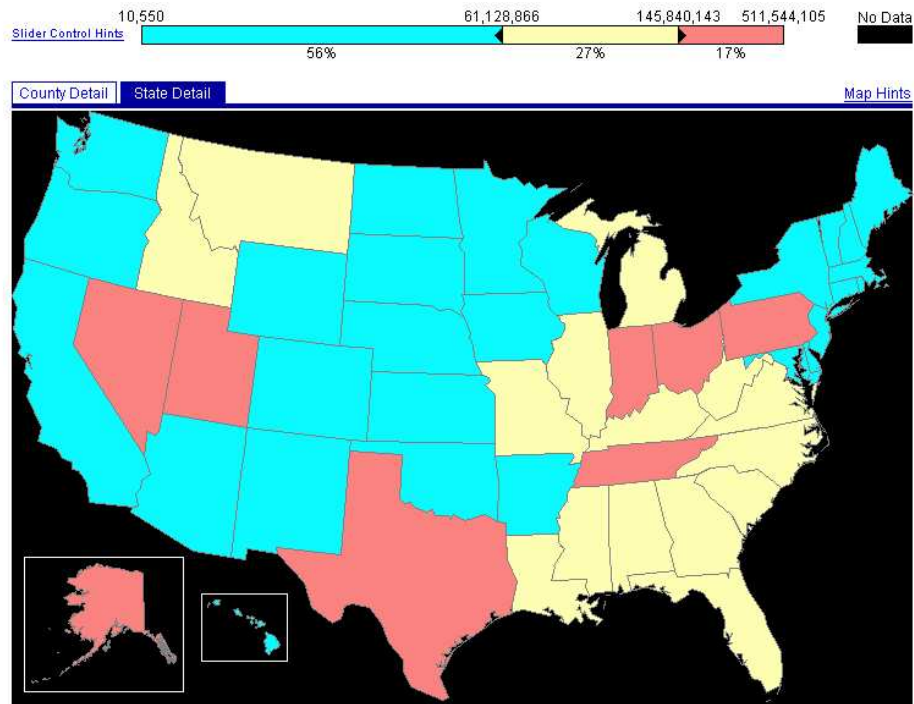 10,550 61,128,866 145,840,143 511,544,105 No Data
Slider Control Hints
56% 27% 17%
County Detail State Detail Map Hints